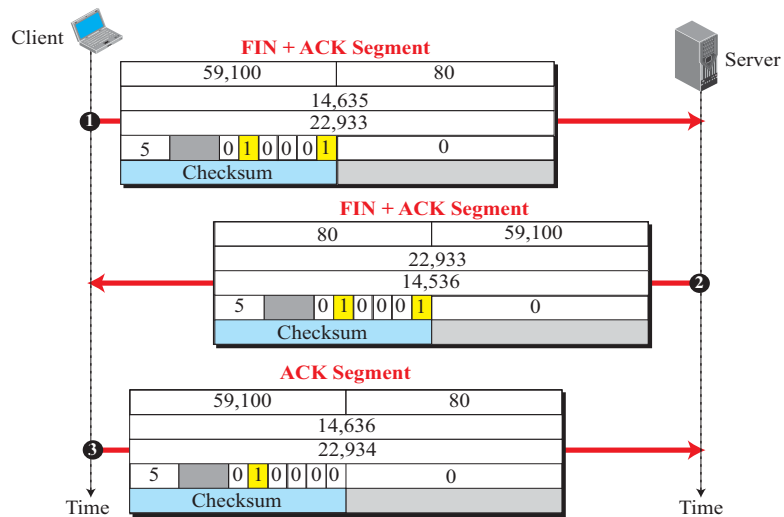 Client
Server
FIN + ACK Segment
59,100 80
14,635
1
22,933
5 0 1 0 0 0 1 0
Checksum
FIN + ACK Segment
80 59,100
22,933
14,536
2
5 0 1 0 0 0 1 0
Checksum
ACK Segment
59,100 80
14,636
3
22,934
5 0 1 0 0 0 0 0
Checksum
Time
Time